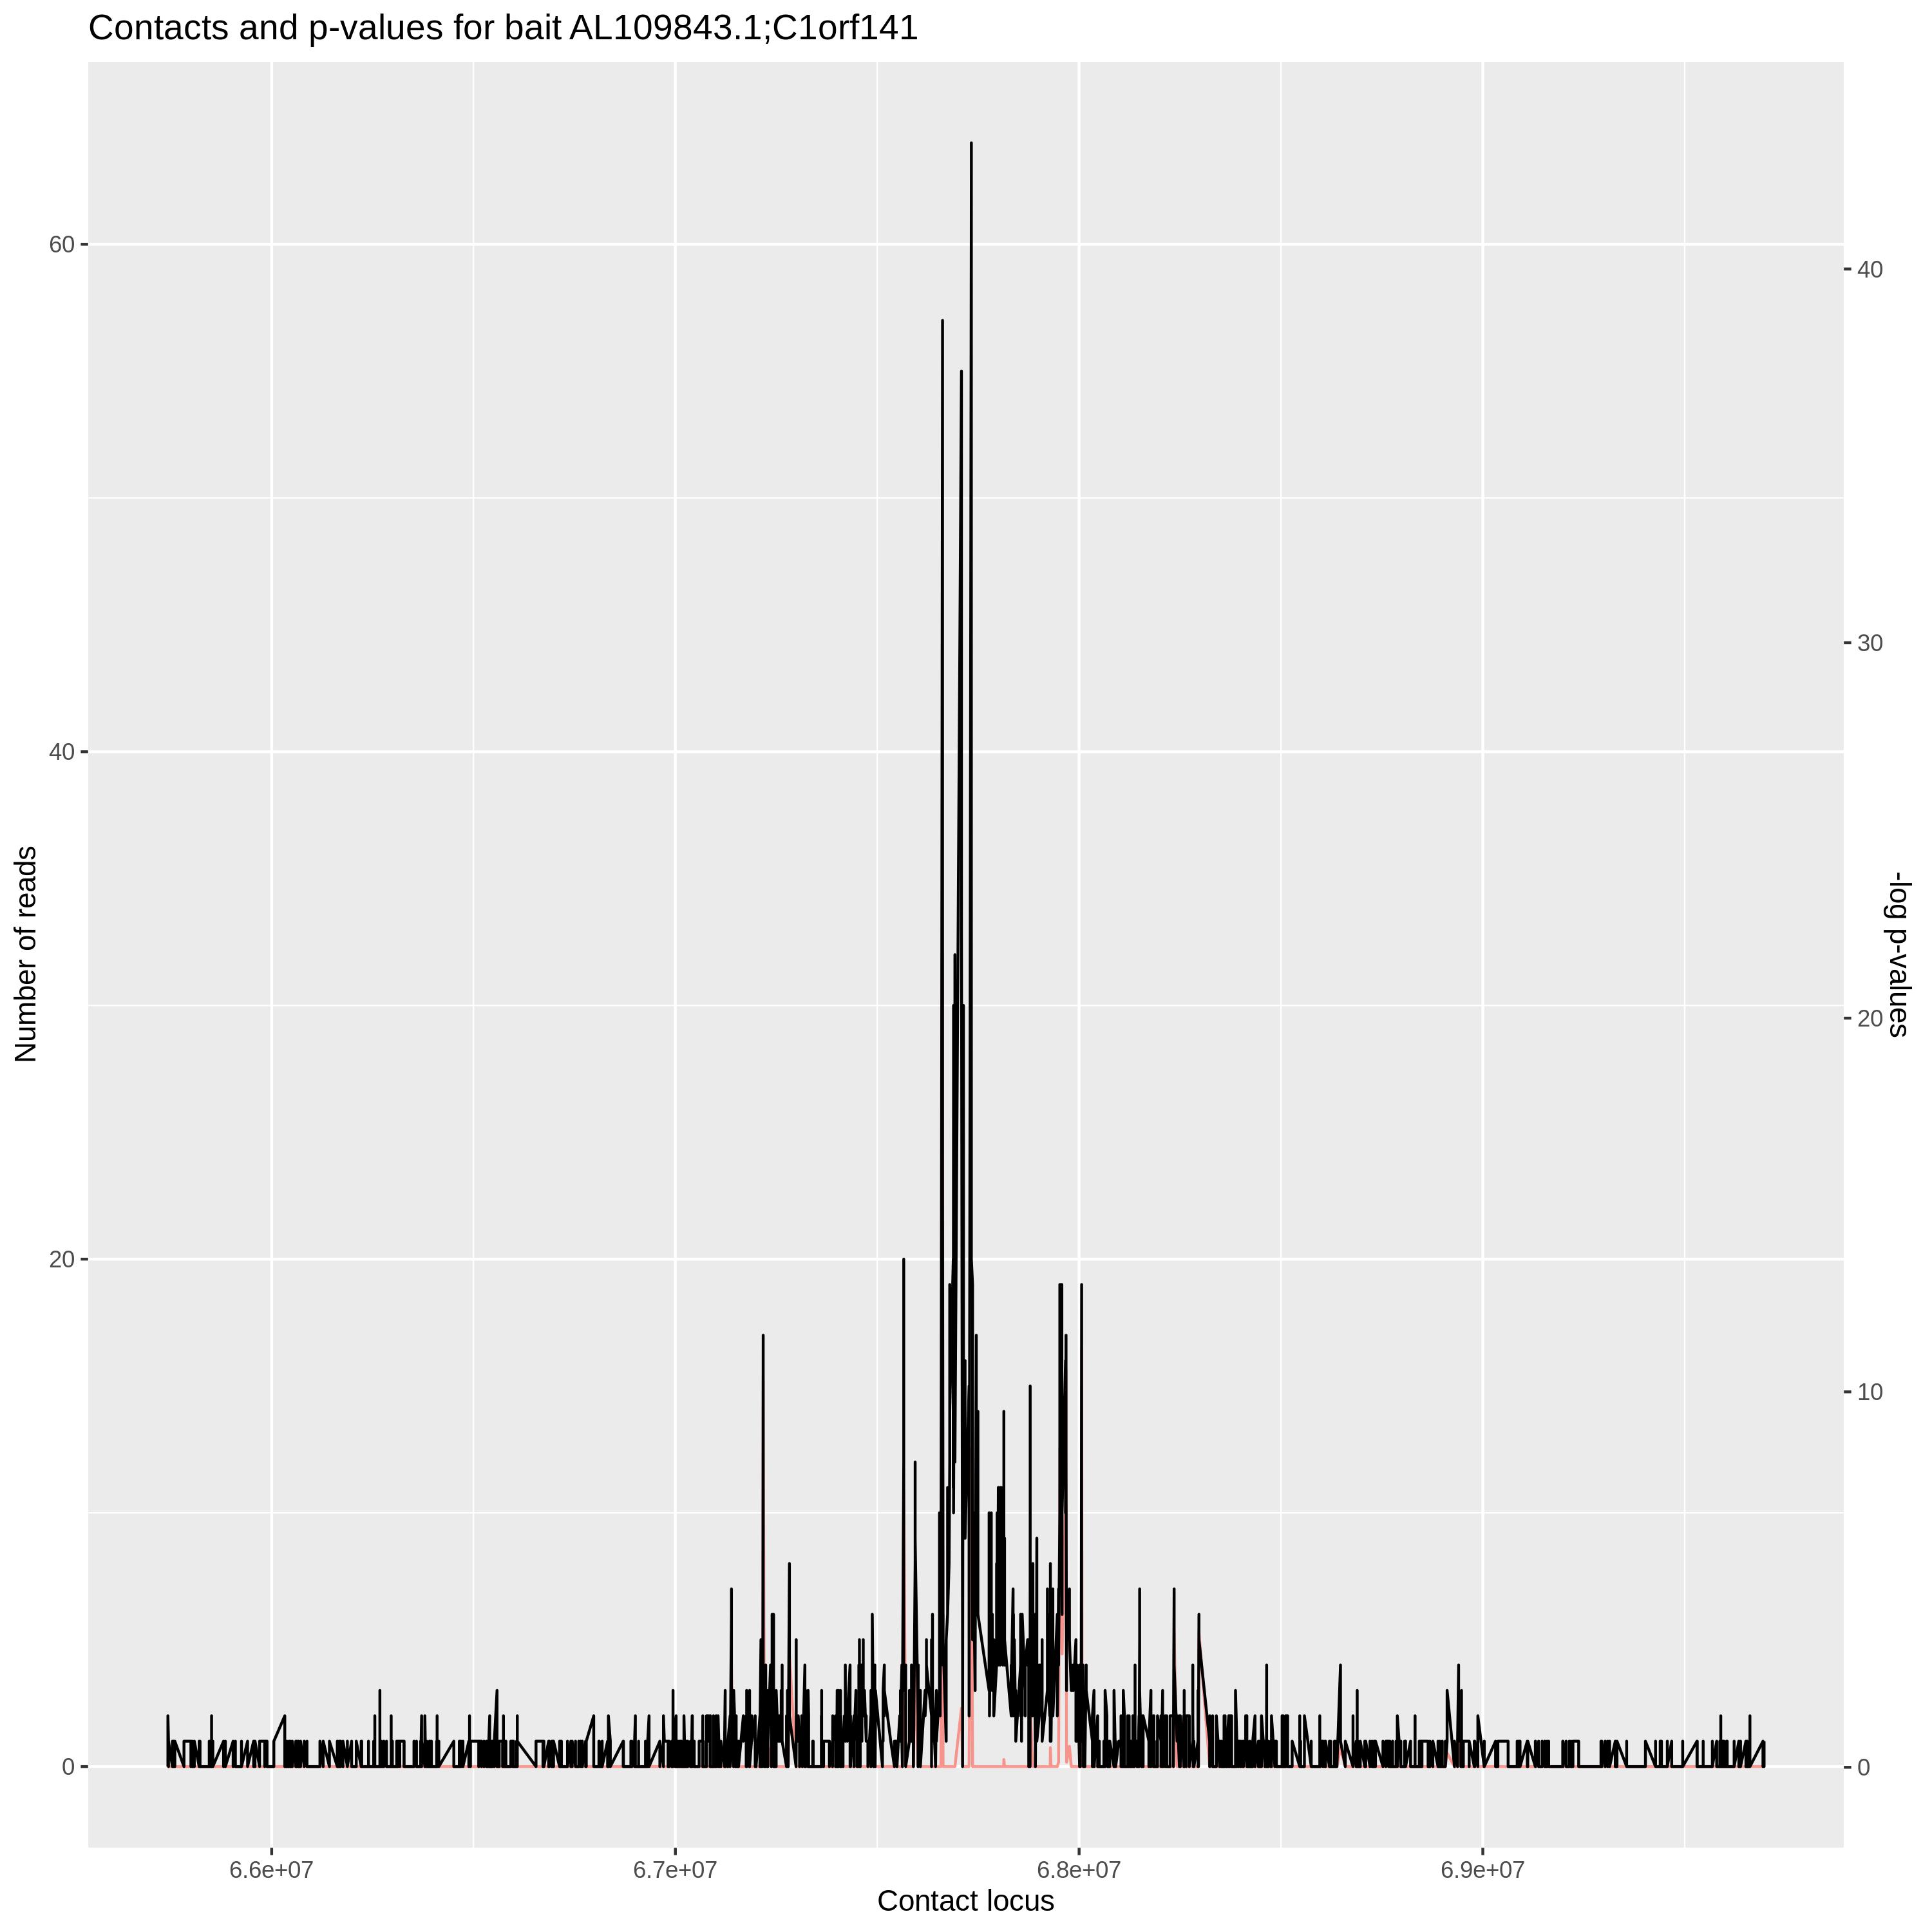 Contacts and p-values for bait AL109843.1;C1orf141
60
40
20
0
Number of reads
40
30
20
10
0
-log p-values
6.6e+07
6.7e+07
6.8e+07
6.9e+07
Contact locus